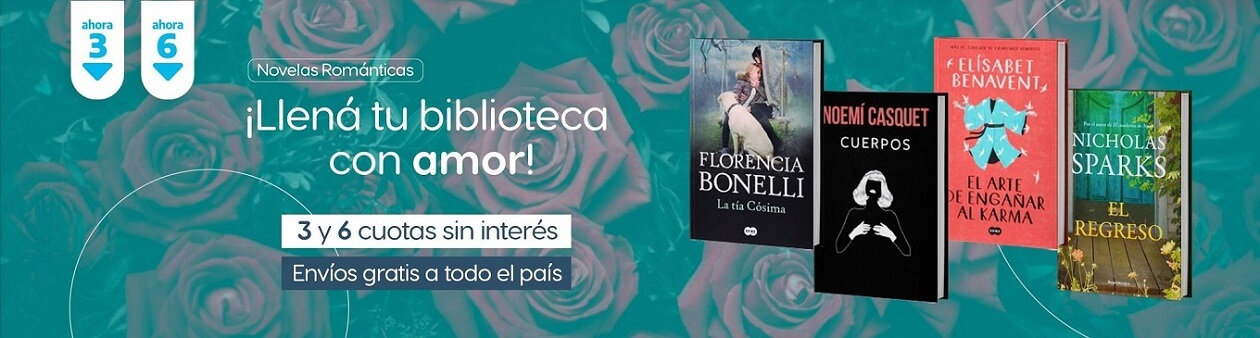 ahora
3
ahora
6
Novelas Románticas
¡Llená tu biblioteca
con amor!
3 y 6 cuotas sin interés
Envíos gratis a todo el país
FLORENCIA
BONELLI
La tía Cósima
NOEMÍ CASQUET
CUERPOS
ELÍSABET
BENAVENT
EL ARTE
DE ENGAÑAR
AL KARMA
NICHOLAS
SPARKS
EL
REGRESO